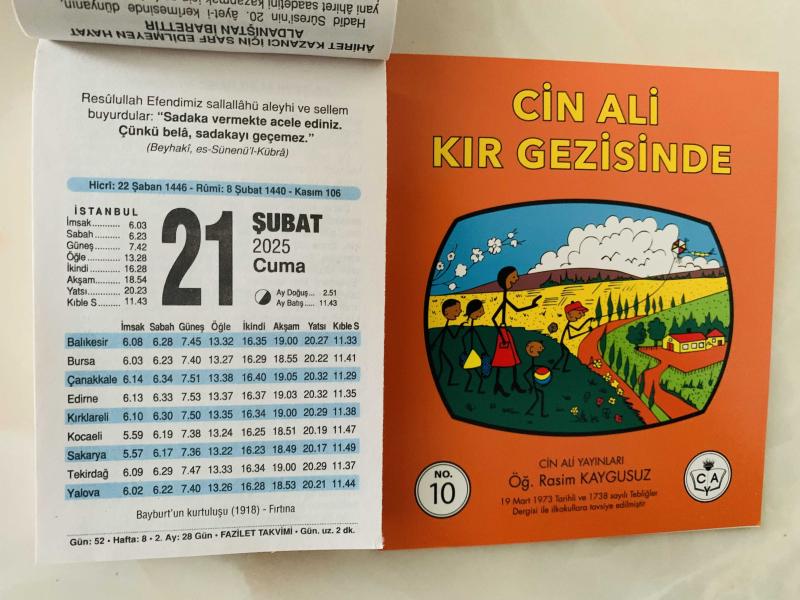 AHİRET KAZANCI İÇİN SARF EDİLMEYEN HAYAT
ALDANIŞTAN İBARETTİR
Hadîd Sûresi'nin 20. âyet-i kerîmesinde dünyanın,
Resûlullah Efendimiz sallallâhü aleyhi ve sellem
buyurdular: “Sadaka vermekte acele ediniz.
Çünkü belâ, sadakayı geçemez.”
(Beyhakî, es-Sünenü'l-Kübrâ)
Hicrî: 22 Şaban 1446 - Rûmî: 8 Şubat 1440 - Kasım 106
İSTANBUL
İmsak........... 6.03
Sabah .......... 6.23
Güneş.......... 7.42
Öğle ............ 13.28
İkindi............ 16.28
Akşam......... 18.54
Yatsı............ 20.23
Kıble S......... 11.43
21
ŞUBAT
2025
Cuma
Ay Doğuş.. 2.51
Ay Batış..... 11.43
İmsak Sabah Güneş Öğle İkindi Akşam Yatsı Kıble S
Balıkesir 6.08 6.28 7.45 13.32 16.35 19.00 20.27 11.33
Bursa 6.03 6.23 7.40 13.27 16.29 18.55 20.22 11.41
Çanakkale 6.14 6.34 7.51 13.38 16.40 19.05 20.32 11.29
Edirne 6.13 6.33 7.53 13.37 16.37 19.03 20.32 11.35
Kırklareli 6.10 6.30 7.50 13.35 16.34 19.00 20.29 11.38
Kocaeli 5.59 6.19 7.38 13.24 16.25 18.51 20.19 11.47
Sakarya 5.57 6.17 7.36 13.22 16.23 18.49 20.17 11.49
Tekirdağ 6.09 6.29 7.47 13.33 16.34 19.00 20.29 11.37
Yalova 6.02 6.22 7.40 13.26 16.28 18.53 20.21 11.44
Bayburt'un kurtuluşu (1918) - Fırtına
Gün: 52 • Hafta: 8 • 2. Ay: 28 Gün • FAZİLET TAKVİMİ • Gün. uz. 2 dk.
CİN ALİ
KIR GEZİSİNDE
CİN ALİ YAYINLARI
Öğ. Rasim KAYGUSUZ
19 Mart 1973 Tarihli ve 1738 sayılı Tebliğler
Dergisi ile ilkokullara tavsiye edilmiştir
NO.
10
C A
Y